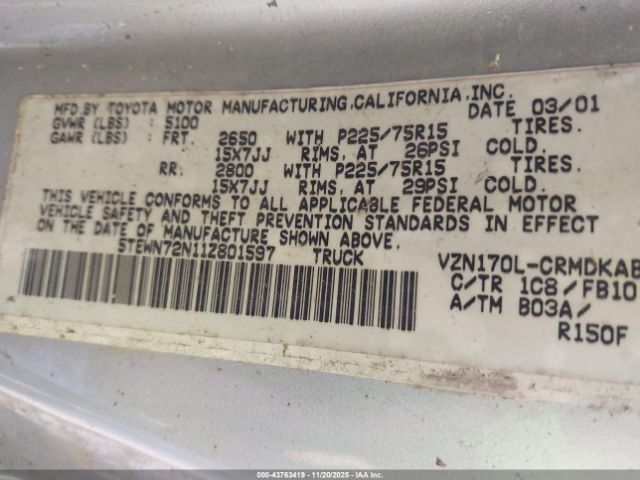 MFD BY TOYOTA MOTOR MANUFACTURING,CALIFORNIA,INC.
DATE 03/01
GVWR (LBS) : 5100
GAWR (LBS) : FRT. 2650 WITH P225/75R15 TIRES.
15X7JJ RIMS, AT 26PSI COLD.
RR. 2800 WITH P225/75R15 TIRES.
15X7JJ RIMS, AT 29PSI COLD.
THIS VEHICLE CONFORMS TO ALL APPLICABLE FEDERAL MOTOR
VEHICLE SAFETY AND THEFT PREVENTION STANDARDS IN EFFECT
ON THE DATE OF MANUFACTURE SHOWN ABOVE.
5TEWN72N11Z801597 TRUCK
VZN170L-CRMDKAB
C/TR 1C8/FB10
A/TM B03A/
R150F
000-43763419 - 11/20/2025 - IAAI.COM